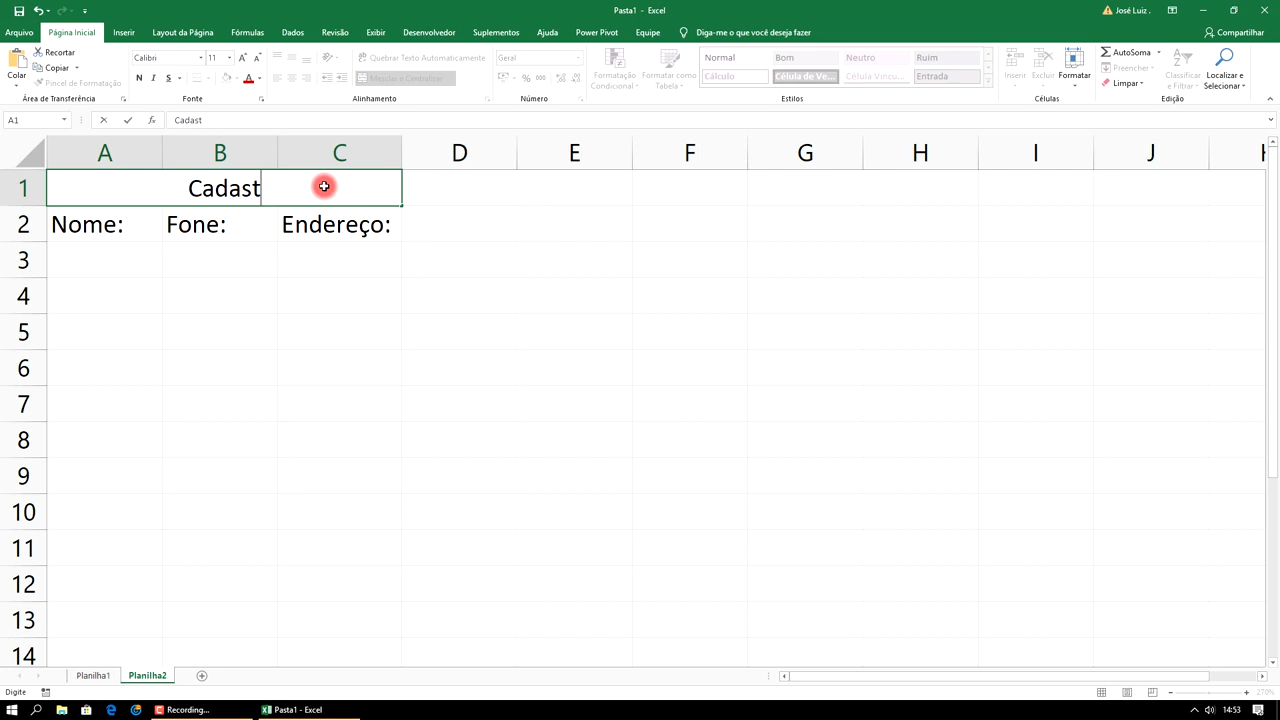 Pasta1 - Excel
José Luiz .
Arquivo Página Inicial Inserir Layout da Página Fórmulas Dados Revisão Exibir Desenvolvedor Suplementos Ajuda Power Pivot Equipe Diga-me o que você deseja fazer Compartilhar
Colar
Recortar
Copiar
Pincel de Formatação
Área de Transferência
Calibri 11
N I S
Fonte
Quebrar Texto Automaticamente
Mesclar e Centralizar
Alinhamento
Geral
% 000
Número
Formatação Condicional
Formatar como Tabela
Normal Bom Neutro Ruim
Cálculo Célula de Ve... Célula Vincu... Entrada
Estilos
Inserir Excluir Formatar
Células
AutoSoma
Preencher
Limpar
Classificar e Filtrar
Localizar e Selecionar
Edição
A1 fx Cadast
A B C D E F G H I J
1 Cadast
2 Nome: Fone: Endereço:
3
4
5
6
7
8
9
10
11
12
13
14
Planilha1 Planilha2
Digite 270%
Recording... Pasta1 - Excel 14:53